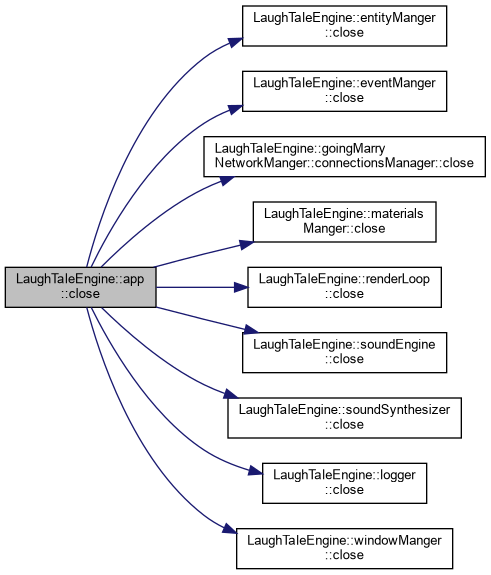 LaughTaleEngine::entityManger
::close
LaughTaleEngine::eventManger
::close
LaughTaleEngine::goingMarry
NetworkManger::connectionsManager::close
LaughTaleEngine::materials
Manger::close
LaughTaleEngine::app
::close
LaughTaleEngine::renderLoop
::close
LaughTaleEngine::soundEngine
::close
LaughTaleEngine::soundSynthesizer
::close
LaughTaleEngine::logger
::close
LaughTaleEngine::windowManger
::close